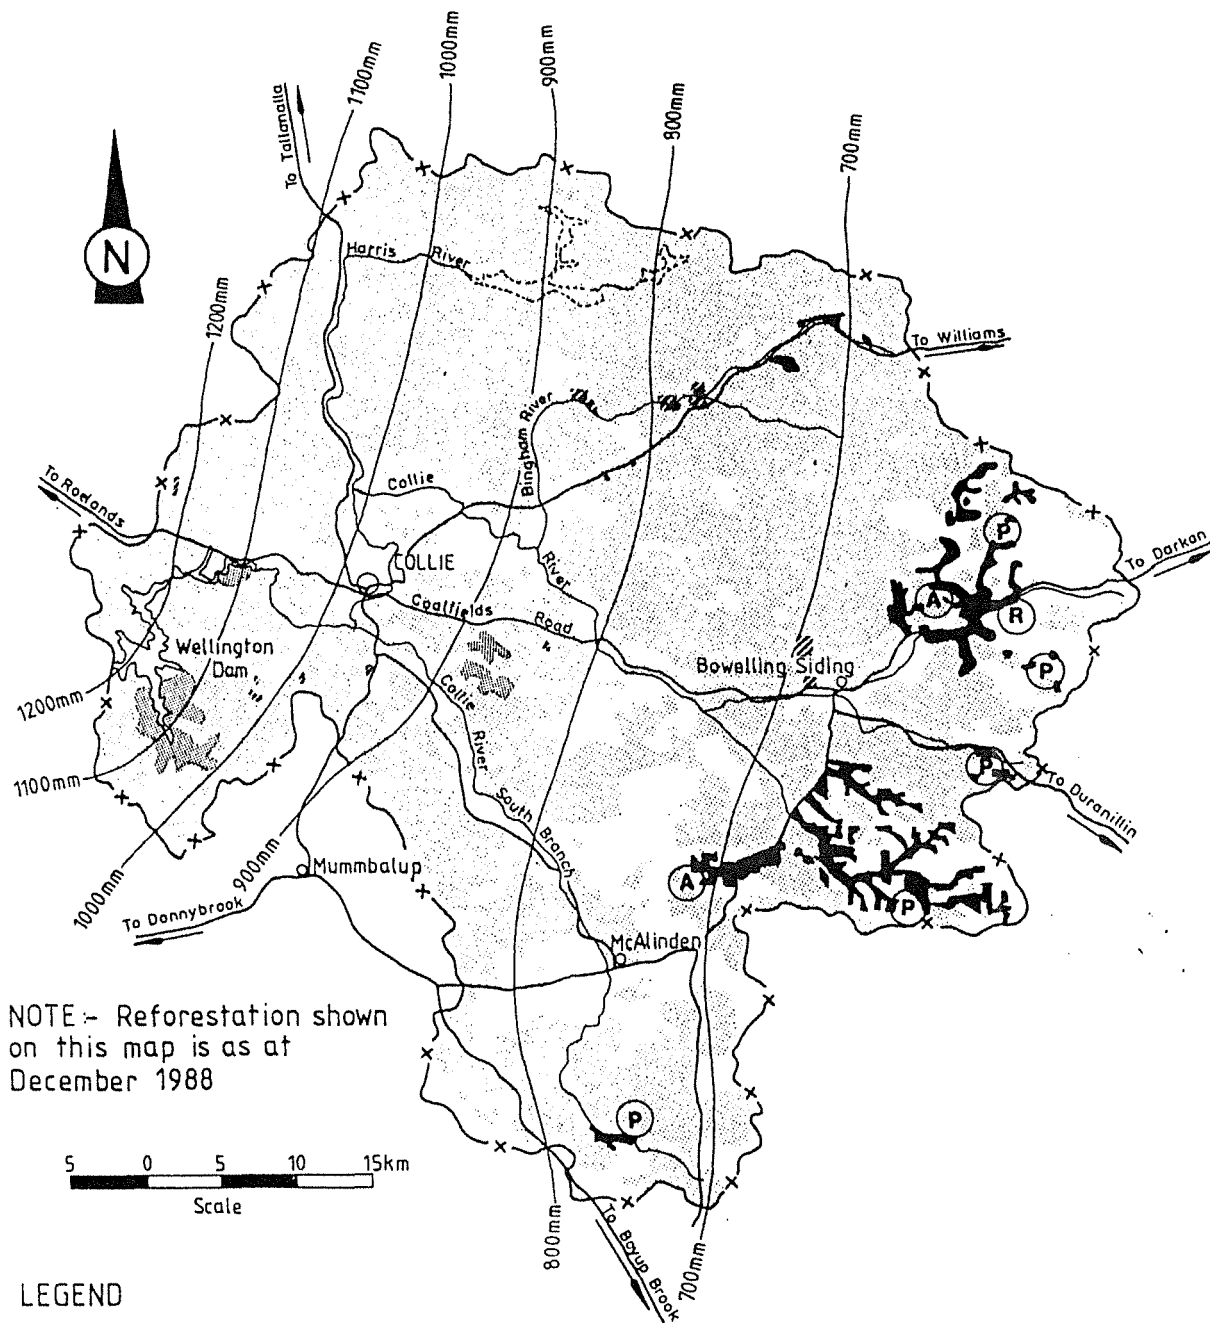 1100mm
1000mm
900mm
800mm
700mm
To Tallanalla
N
Harris River
1200mm
To Williams
Bingham River
To Roelands
Collie
River
P
COLLIE
To Darkan
A
R
Coalfields Road
Wellington
Dam
Bowelling Siding
P
Collie
River
South Branch
1200mm
1100mm
P
To Duranillin
1000mm
900mm
Mummbalup
A
P
To Donnybrook
McAlinden
NOTE:- Reforestation shown
on this map is as at
December 1988
P
5 0 5 10 15km
Scale
800mm
To Boyup Brook
700mm
LEGEND